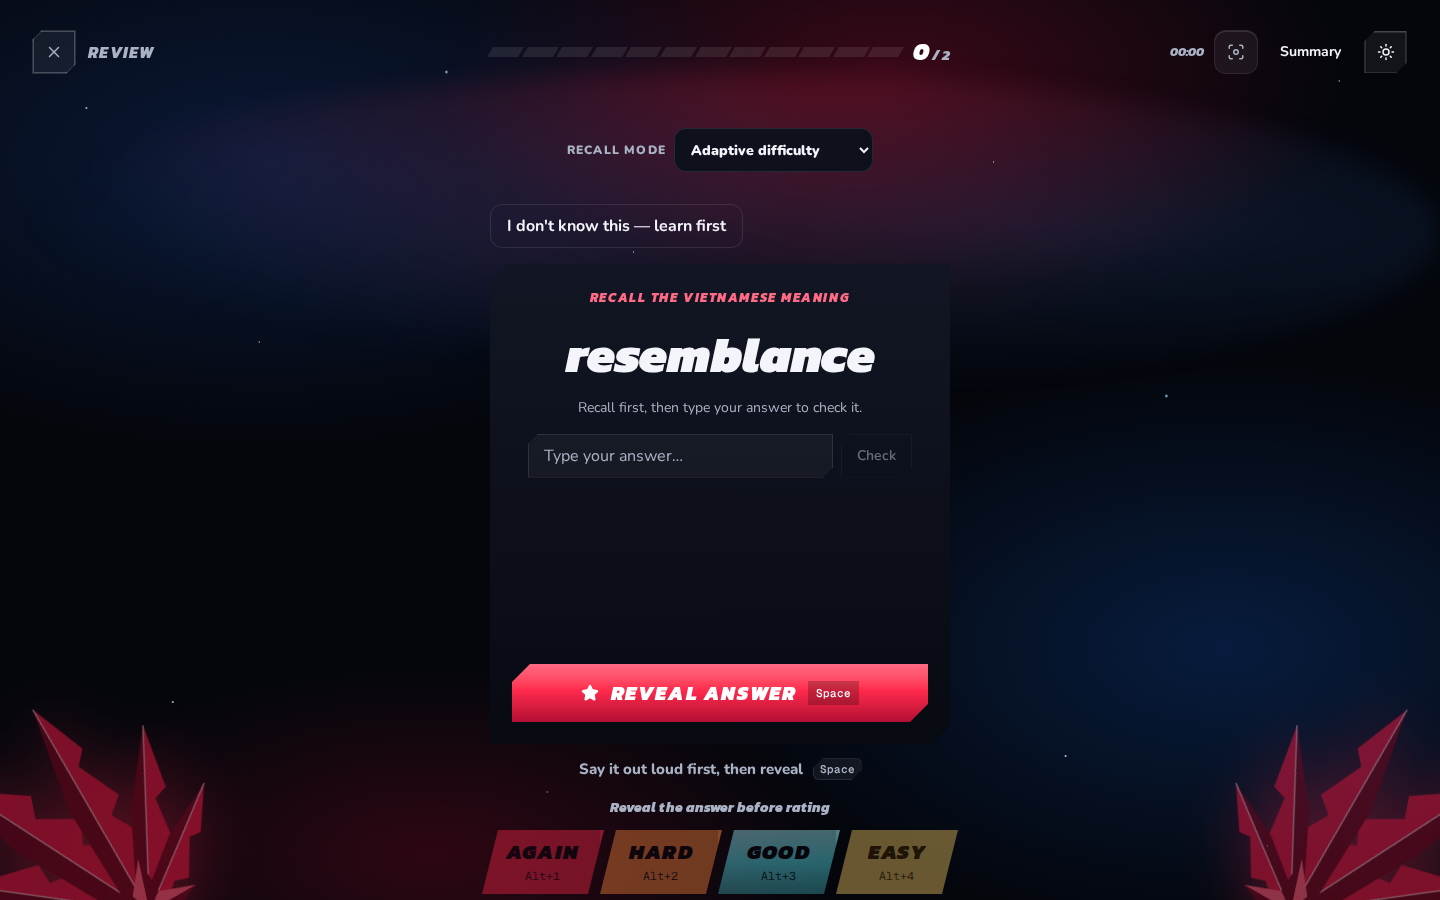 REVIEW
0 / 2
00:00
Summary
RECALL MODE
Adaptive difficulty
I don't know this — learn first
RECALL THE VIETNAMESE MEANING
resemblance
Recall first, then type your answer to check it.
Type your answer...
Check
REVEAL ANSWER Space
Say it out loud first, then reveal Space
Reveal the answer before rating
AGAIN HARD GOOD EASY
Alt+1 Alt+2 Alt+3 Alt+4